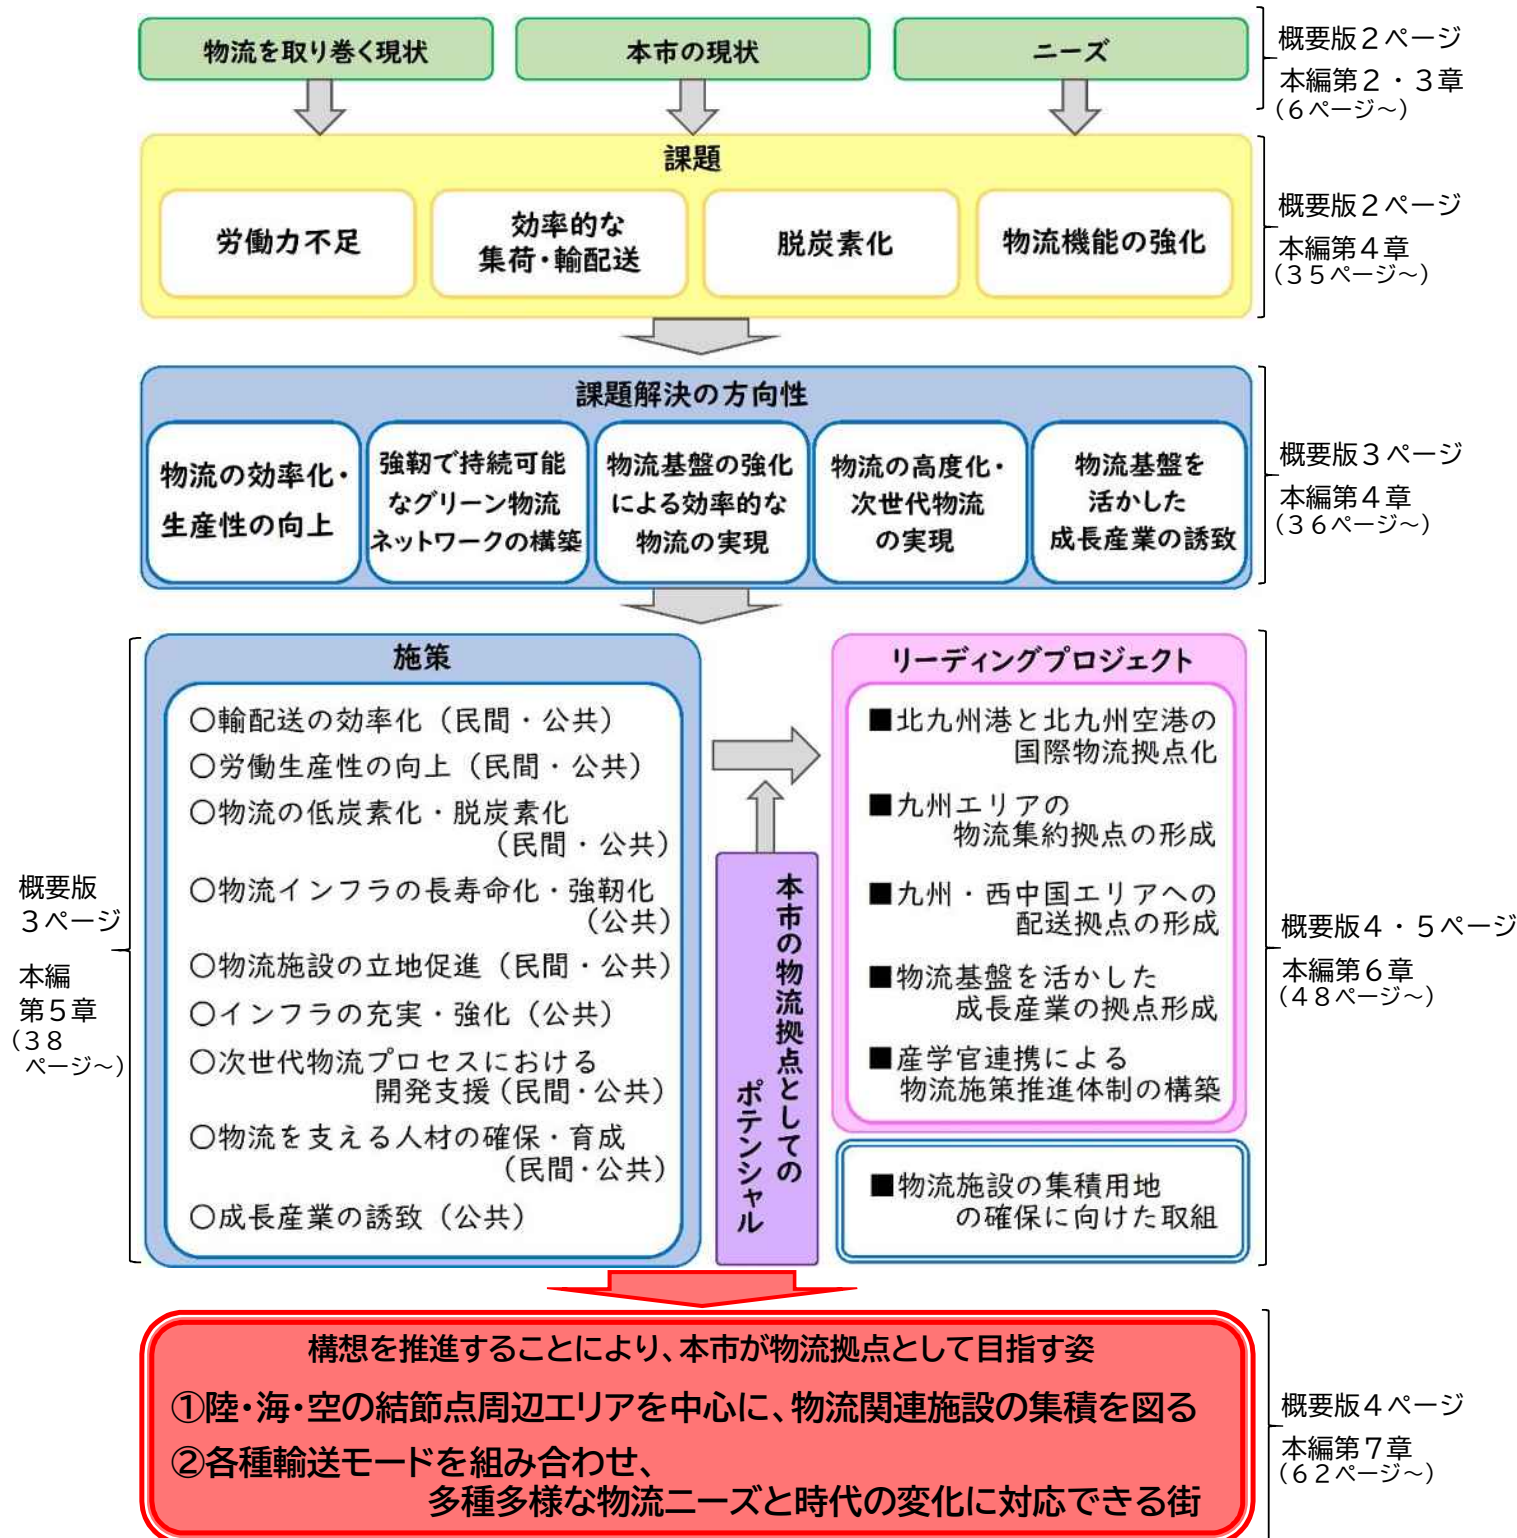 物流を取り巻く現状
本市の現状
ニーズ
概要版２ページ
本編第２・３章
（６ページ～）
課題
労働力不足
効率的な
集荷・輸配送
脱炭素化
物流機能の強化
概要版２ページ
本編第４章
（３５ページ～）
課題解決の方向性
物流の効率化・
生産性の向上
強靭で持続可能
なグリーン物流
ネットワークの構築
物流基盤の強化
による効率的な
物流の実現
物流の高度化・
次世代物流
の実現
物流基盤を
活かした
成長産業の誘致
概要版３ページ
本編第４章
（３６ページ～）
概要版
３ページ
本編
第５章
（３８
ページ～）
施策
○輸配送の効率化（民間・公共）
○労働生産性の向上（民間・公共）
○物流の低炭素化・脱炭素化
（民間・公共）
○物流インフラの長寿命化・強靭化
（公共）
○物流施設の立地促進（民間・公共）
○インフラの充実・強化（公共）
○次世代物流プロセスにおける
開発支援（民間・公共）
○物流を支える人材の確保・育成
（民間・公共）
○成長産業の誘致（公共）
本市の物流拠点としての
ポテンシャル
リーディングプロジェクト
■北九州港と北九州空港の
国際物流拠点化
■九州エリアの
物流集約拠点の形成
■九州・西中国エリアへの
配送拠点の形成
■物流基盤を活かした
成長産業の拠点形成
■産学官連携による
物流施策推進体制の構築
■物流施設の集積用地
の確保に向けた取組
概要版４・５ページ
本編第６章
（４８ページ～）
構想を推進することにより、本市が物流拠点として目指す姿
①陸・海・空の結節点周辺エリアを中心に、物流関連施設の集積を図る
②各種輸送モードを組み合わせ、
多種多様な物流ニーズと時代の変化に対応できる街
概要版４ページ
本編第７章
（６２ページ～）